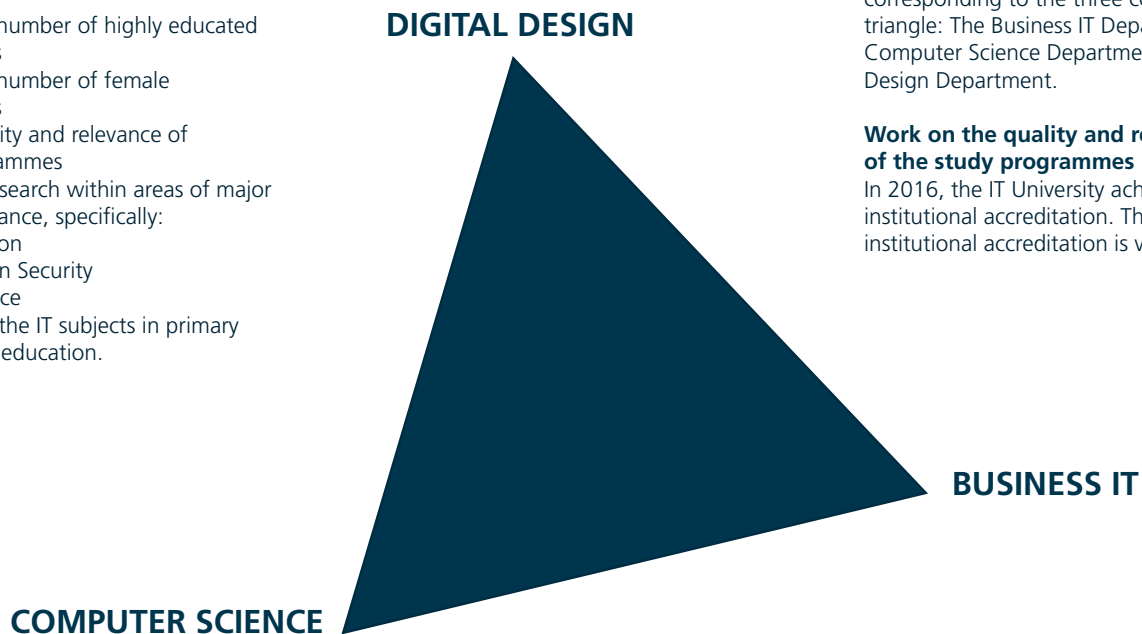 number of highly educated
number of female
ity and relevance of
ammes
search within areas of major
ance, specifically:
on
n Security
ce
the IT subjects in primary
education.
DIGITAL DESIGN
triangle: The Business IT Depa
Computer Science Departme
Design Department.
Work on the quality and re
of the study programmes
In 2016, the IT University ach
institutional accreditation. Th
institutional accreditation is v
BUSINESS IT
COMPUTER SCIENCE